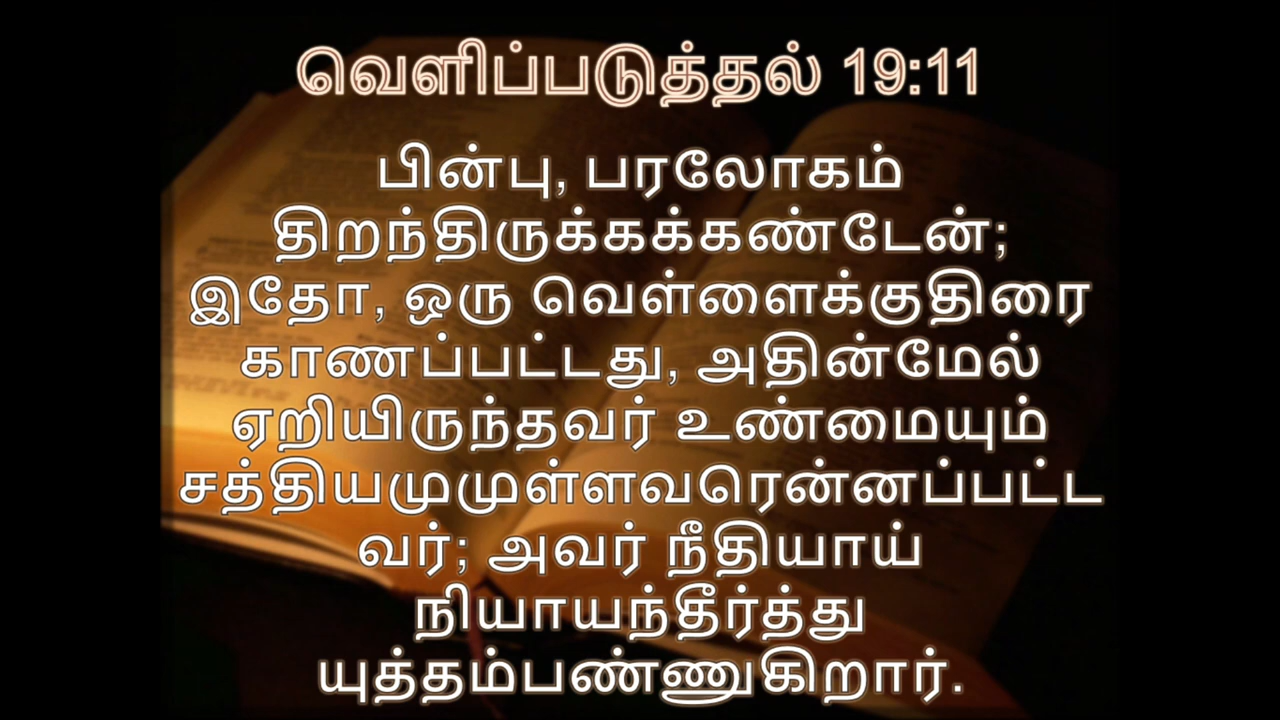 வெளிப்படுத்தல் 19:11
பின்பு, பரலோகம்
திறந்திருக்கக்கண்டேன்;
இதோ, ஒரு வெள்ளைக்குதிரை
காணப்பட்டது, அதின்மேல்
ஏறியிருந்தவர் உண்மையும்
சத்தியமுமுள்ளவரென்னப்பட்ட
வர்; அவர் நீதியாய்
நியாயந்தீர்த்து
யுத்தம்பண்ணுகிறார்.